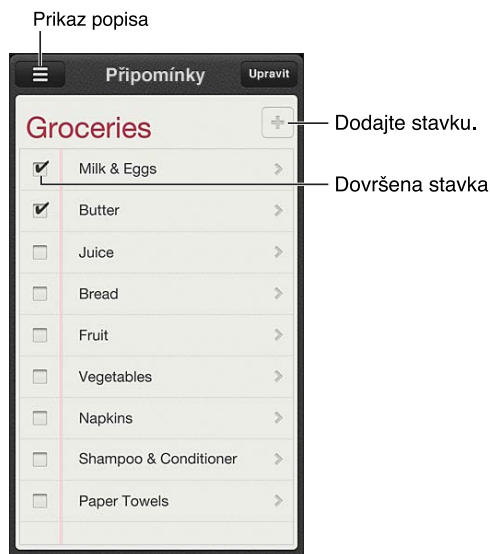 Prikaz popisa
Připomínky
Upravit
Groceries
Dodajte stavku.
Milk & Eggs
Dovršena stavka
Butter
Juice
Bread
Fruit
Vegetables
Napkins
Shampoo & Conditioner
Paper Towels